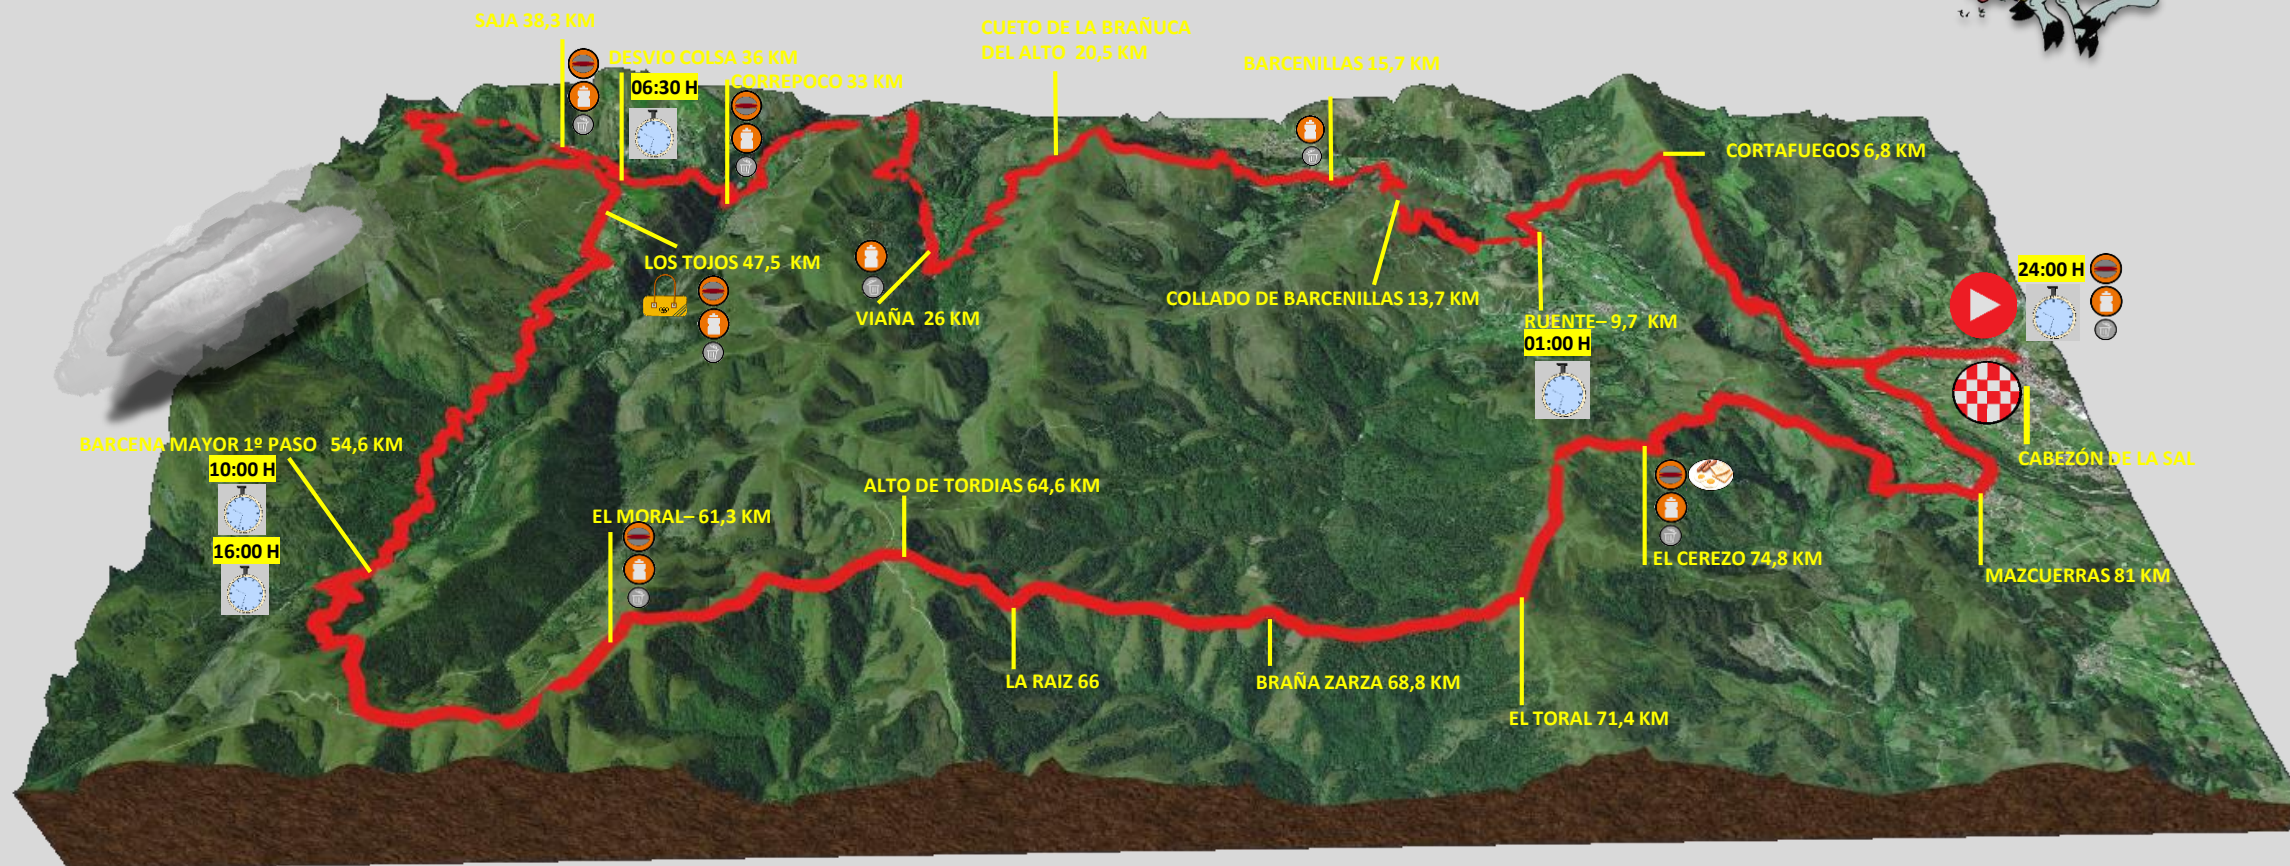 SAJA 38,3 KM
CUETO DE LA BRAÑUCA
DEL ALTO 20,5 KM
DESVIO COLSA 36 KM
BARCENILLAS 15,7 KM
CORREPOCO 33 KM
06:30 H
CORTAFUEGOS 6,8 KM
LOS TOJOS 47,5 KM
24:00 H
COLLADO DE BARCENILLAS 13,7 KM
VIAÑA 26 KM
RUENTE– 9,7 KM
01:00 H
BARCENA MAYOR 1º PASO 54,6 KM
10:00 H
CABEZÓN DE LA SAL
ALTO DE TORDIAS 64,6 KM
EL MORAL– 61,3 KM
16:00 H
EL CEREZO 74,8 KM
MAZCUERRAS 81 KM
LA RAIZ 66
BRAÑA ZARZA 68,8 KM
EL TORAL 71,4 KM